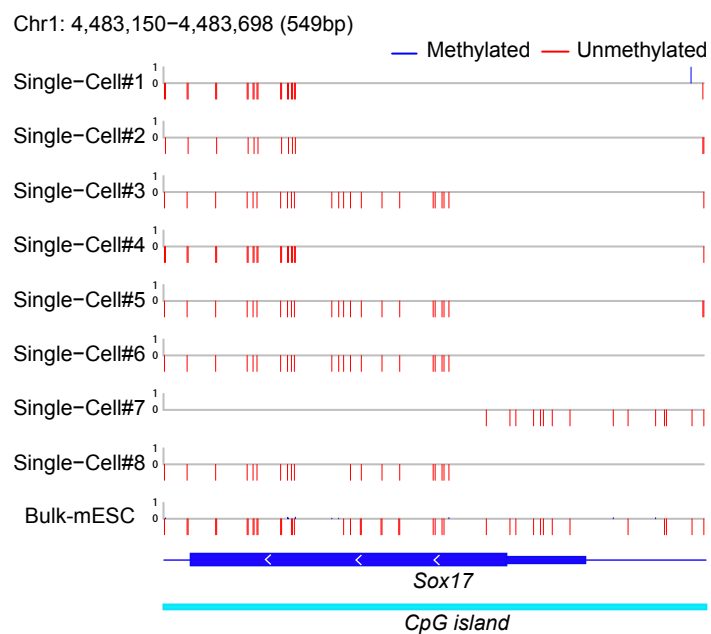 Chr1: 4,483,150−4,483,698 (549bp)
Methylated Unmethylated
Single−Cell#1 1 0
Single−Cell#2 1 0
Single−Cell#3 1 0
Single−Cell#4 1 0
Single−Cell#5 1 0
Single−Cell#6 1 0
Single−Cell#7 1 0
Single−Cell#8 1 0
Bulk-mESC 1 0
Sox17
CpG island